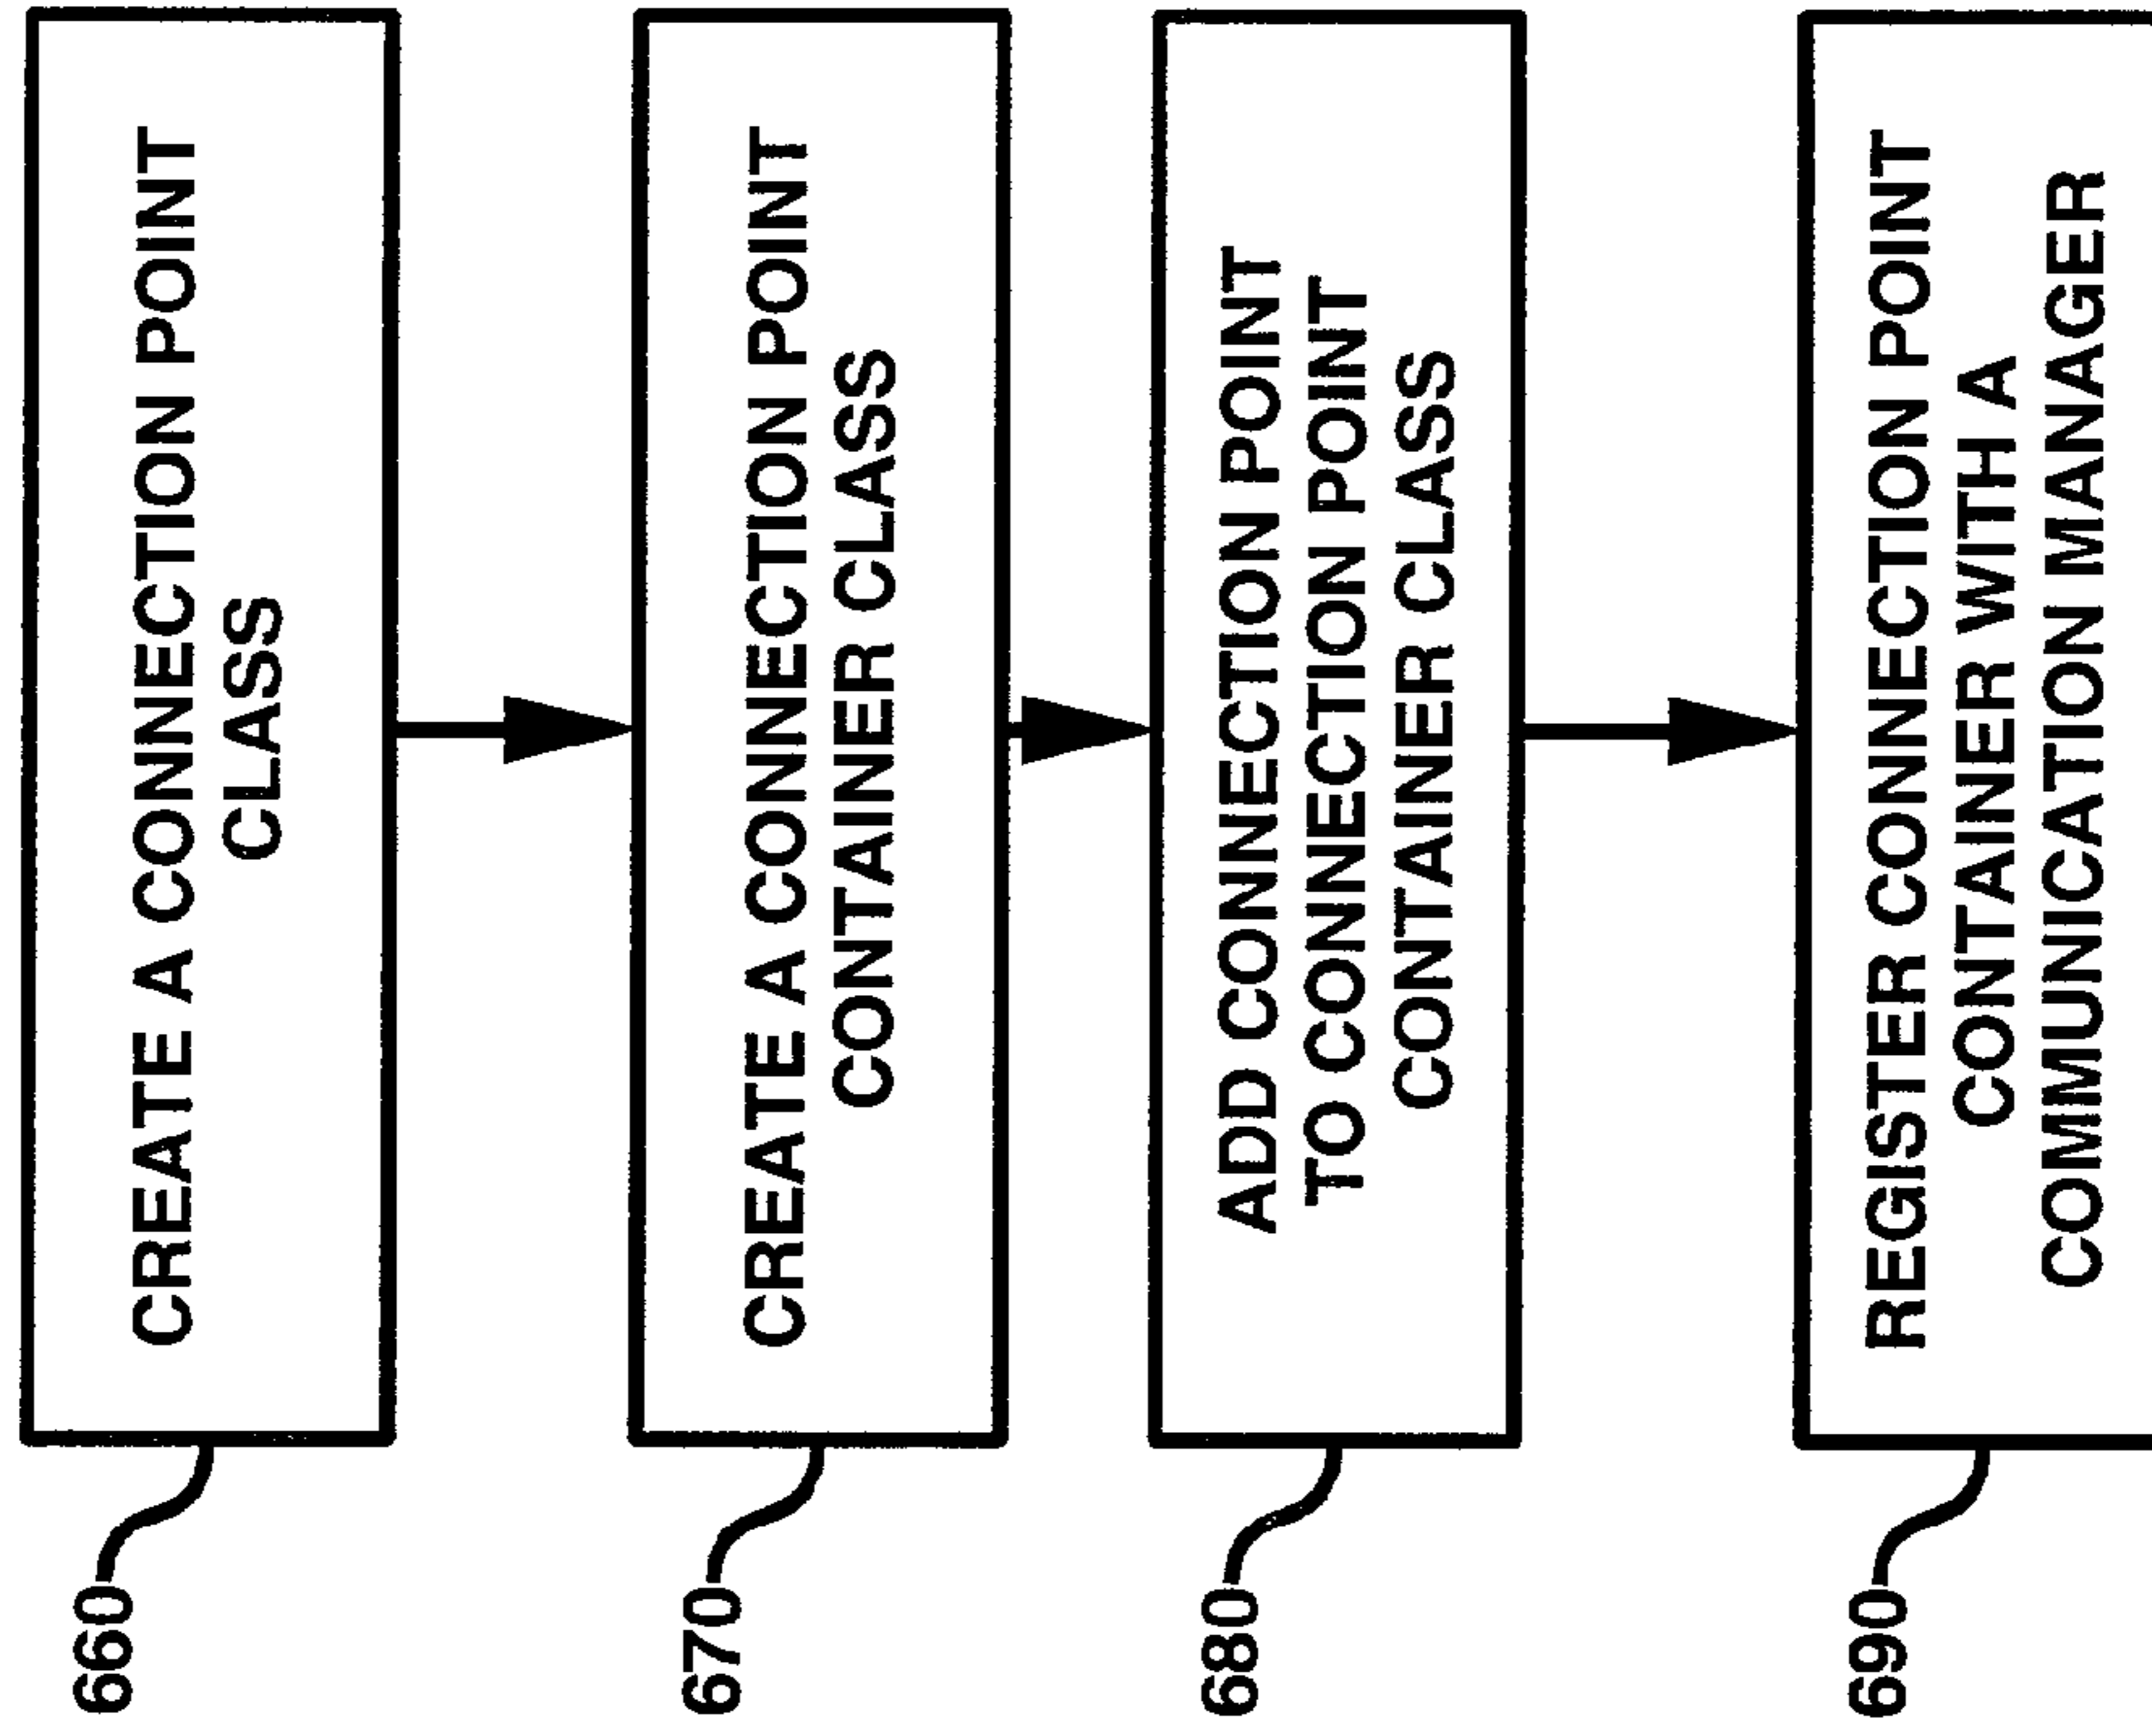 660
CREATE A CONNECTION POINT
CLASS
670
CREATE A CONNECTION POINT
CONTAINER CLASS
680
ADD CONNECTION POINT
TO CONNECTION POINT
CONTAINER CLASS
690
REGISTER CONNECTION POINT
CONTAINER WITH A
COMMUNICATION MANAGER